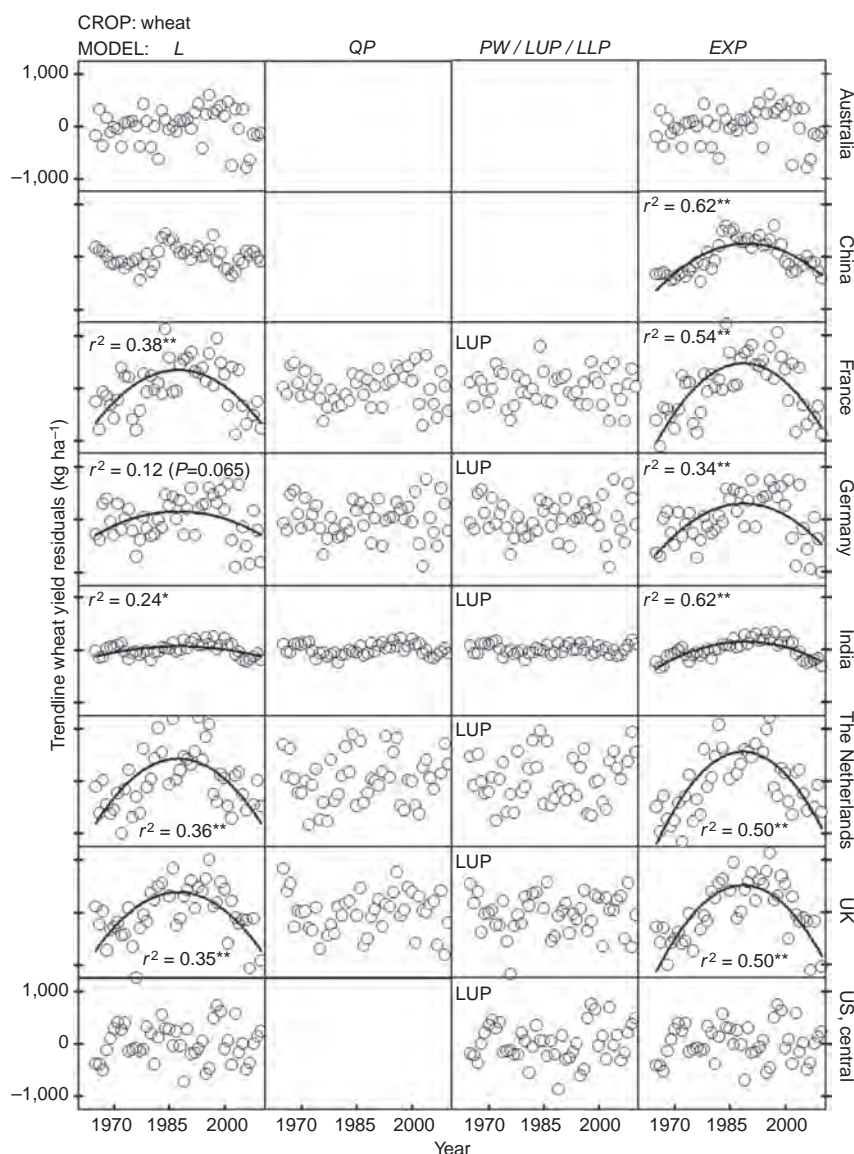 CROP: wheat
MODEL: L QP PW / LUP / LLP EXP
1,000
0
–1,000
Australia
r² = 0.62**
China
r² = 0.38**
LUP
r² = 0.54**
France
r² = 0.12 (P=0.065)
LUP
r² = 0.34**
Germany
r² = 0.24*
LUP
r² = 0.62**
India
LUP
r² = 0.36**
r² = 0.50**
The Netherlands
LUP
r² = 0.35**
r² = 0.50**
UK
1,000
0
–1,000
LUP
US, central
Trendline wheat yield residuals (kg ha⁻¹)
1970 1985 2000 1970 1985 2000 1970 1985 2000 1970 1985 2000
Year